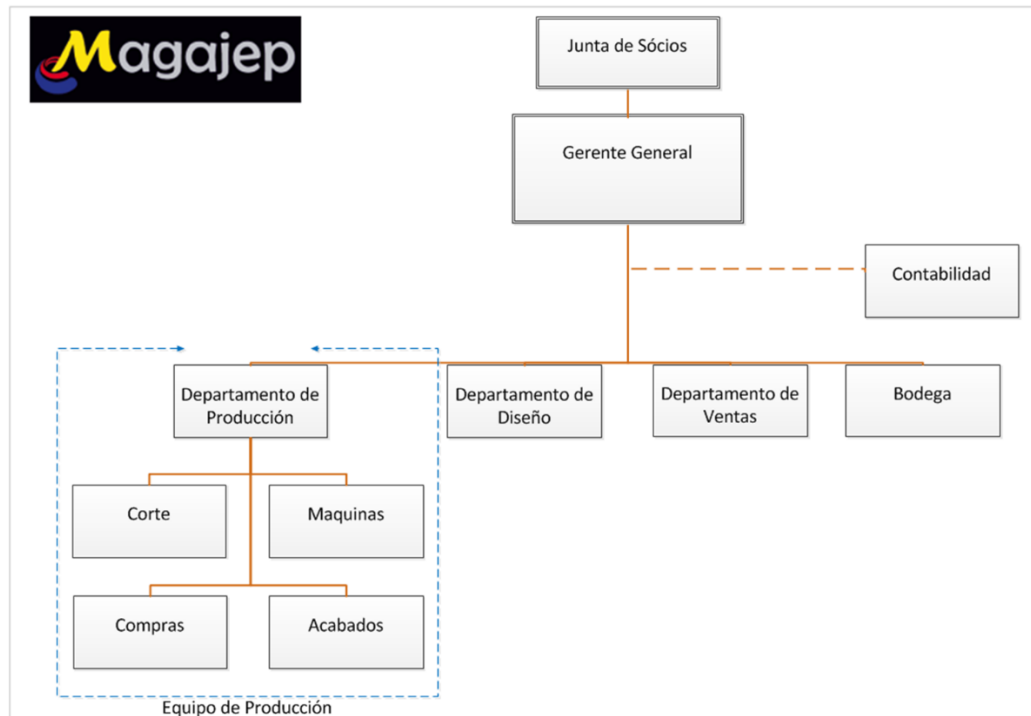 Magajep
Junta de Sócios
Gerente General
Contabilidad
Departamento de
Producción
Departamento de
Diseño
Departamento de
Ventas
Bodega
Corte
Maquinas
Compras
Acabados
Equipo de Producción